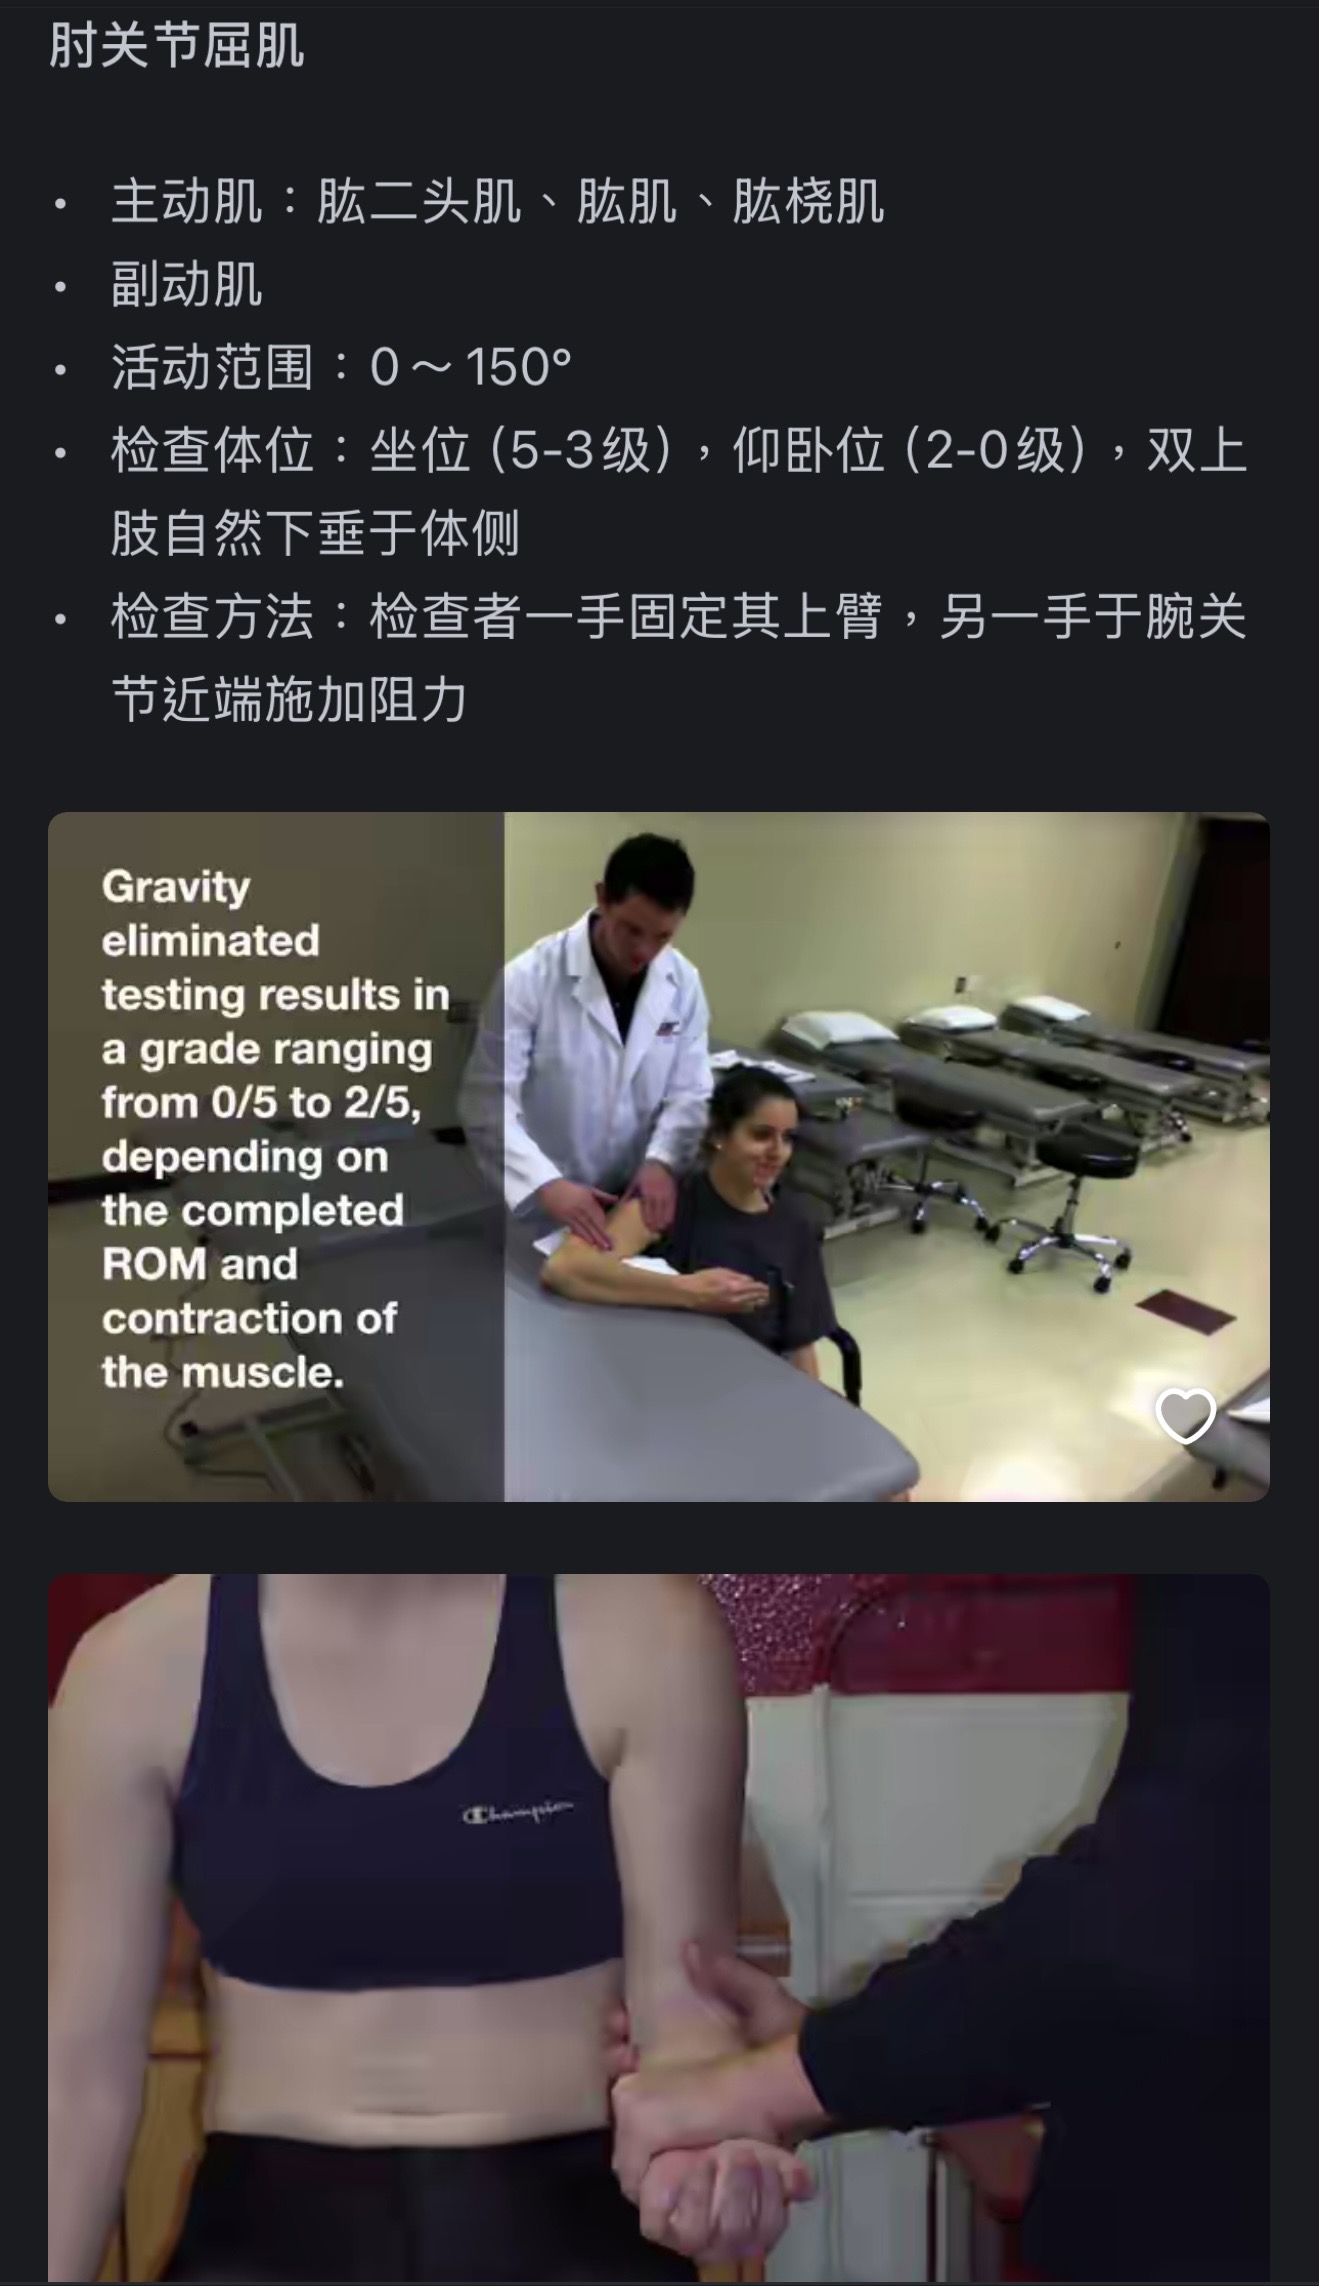 肘关节屈肌
• 主动肌：肱二头肌、肱肌、肱桡肌
• 副动肌
• 活动范围：0～150°
• 检查体位：坐位（5-3级），仰卧位（2-0级），双上
肢自然下垂于体侧
• 检查方法：检查者一手固定其上臂，另一手于腕关
节近端施加阻力
Gravity
eliminated
testing results in
a grade ranging
from 0/5 to 2/5,
depending on
the completed
ROM and
contraction of
the muscle.
Champion